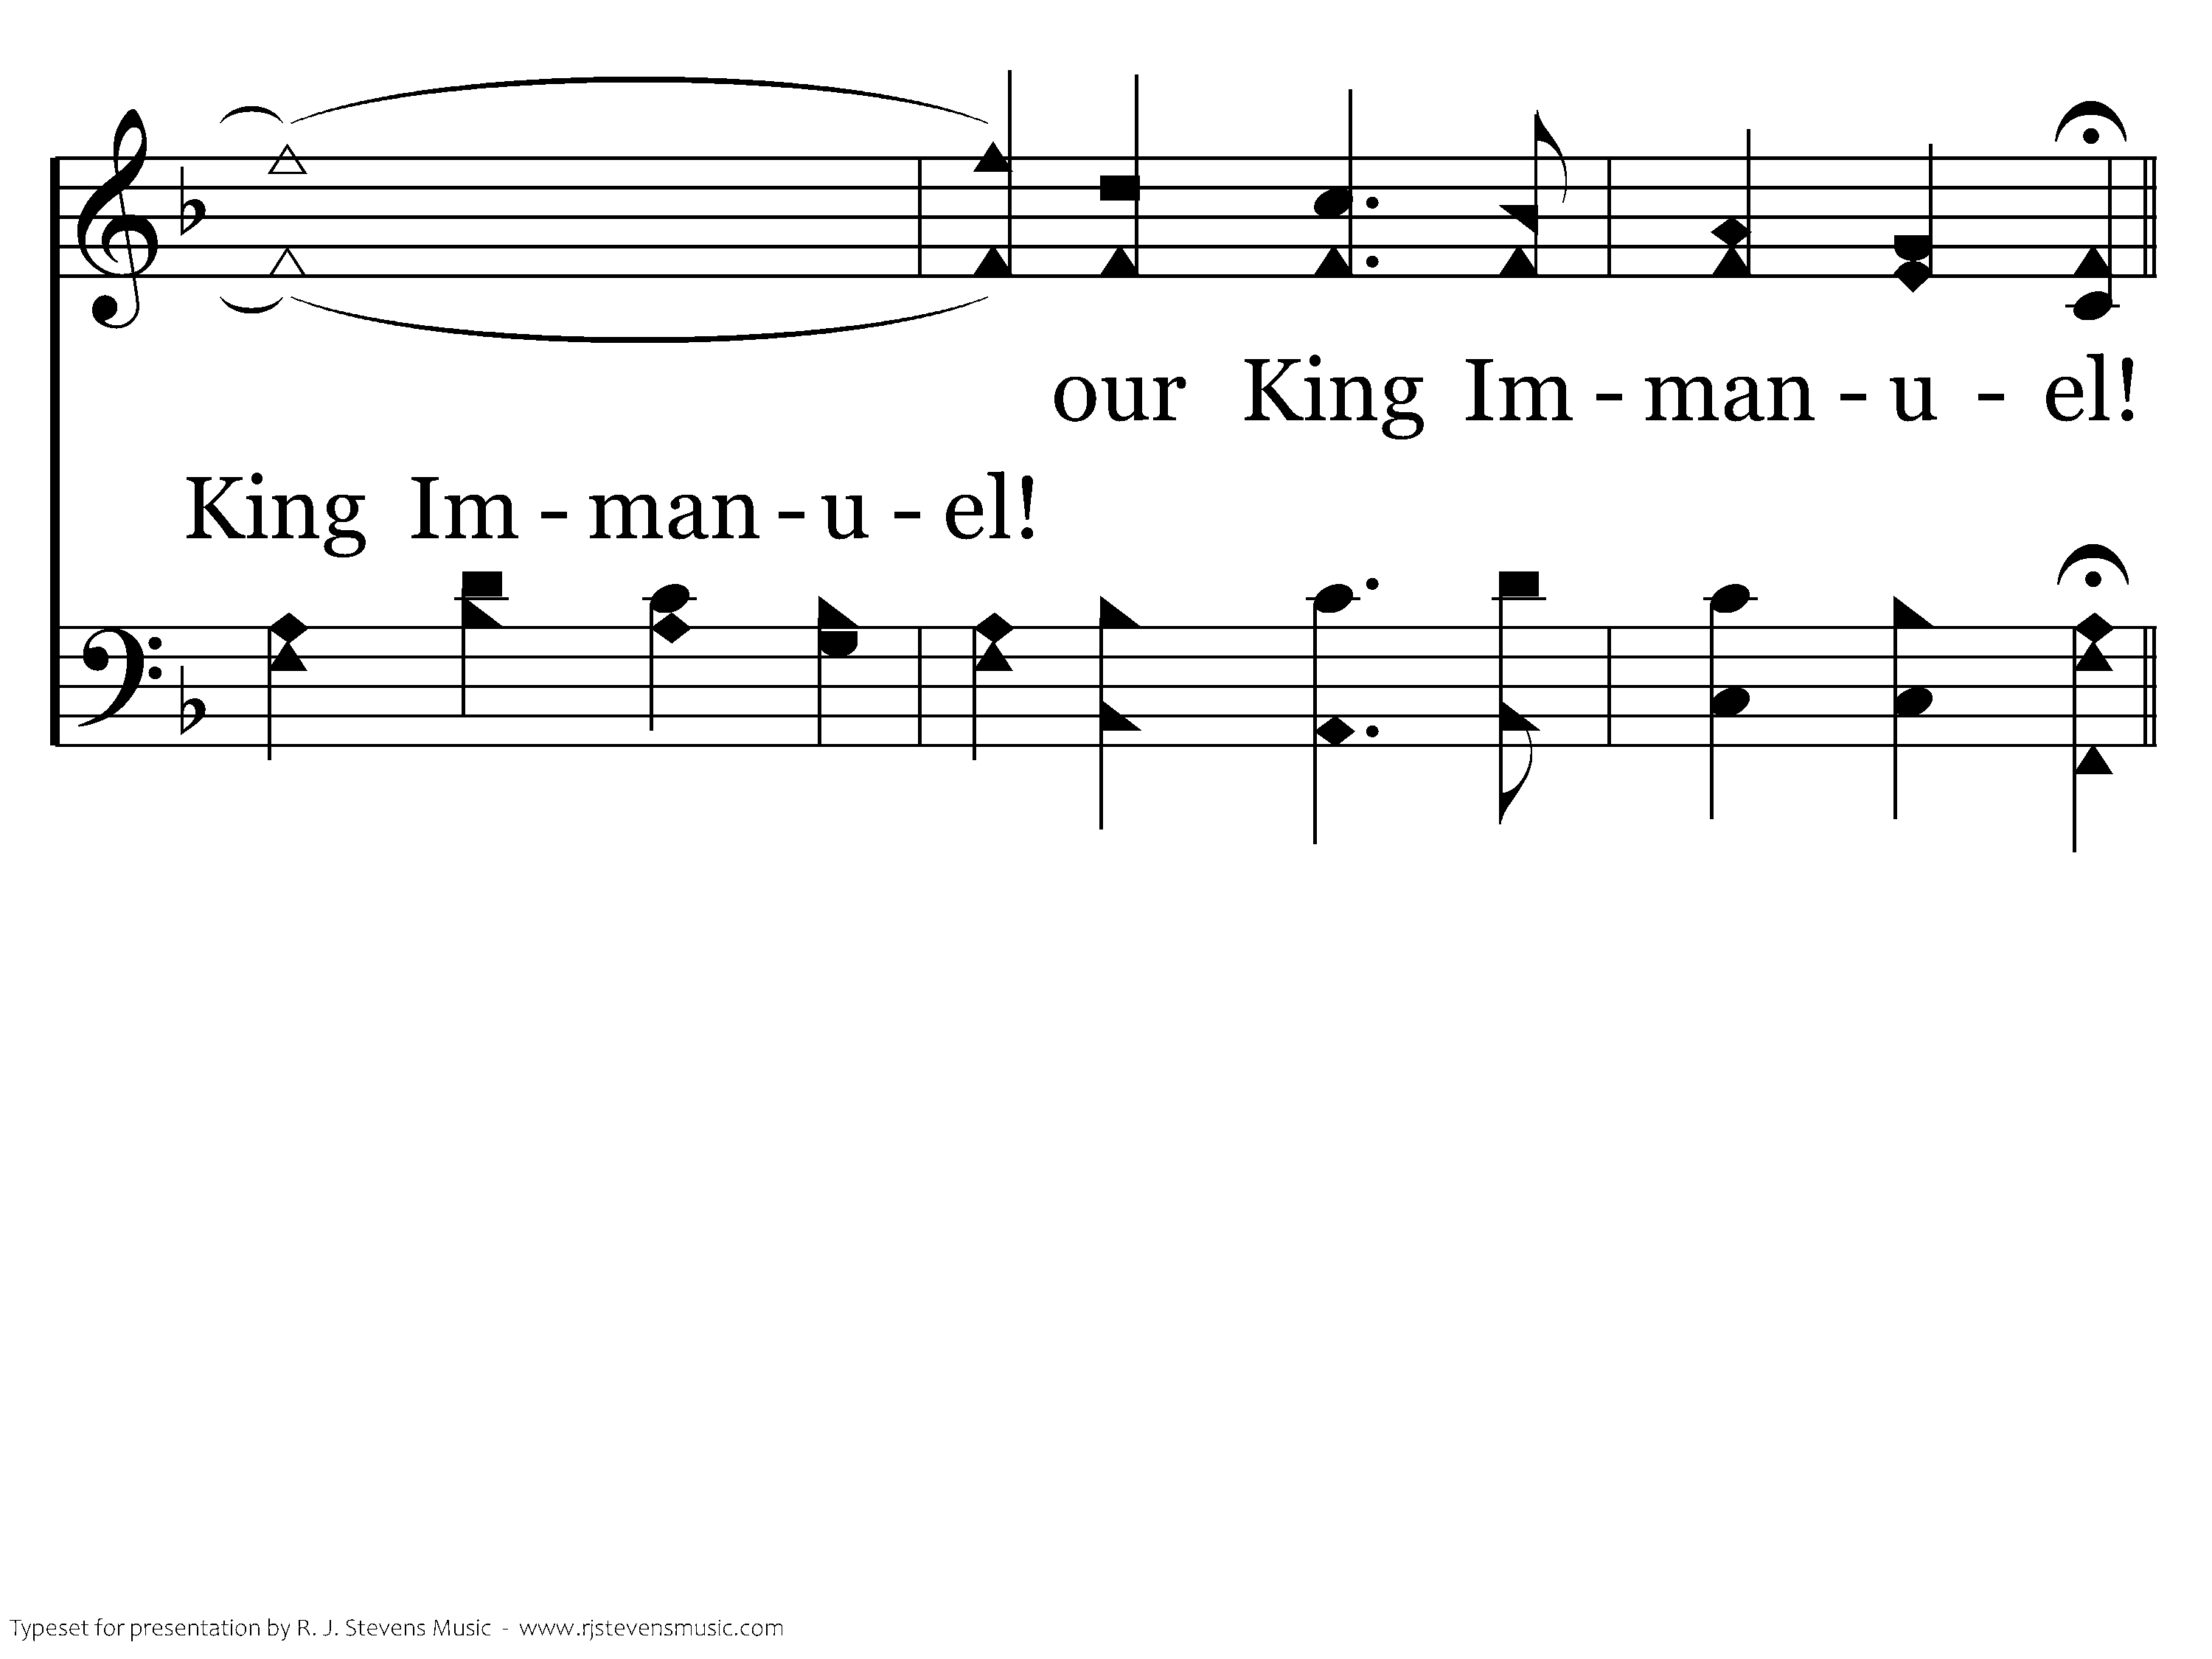 our King Im - man - u - el!
King Im - man - u - el!
Typeset for presentation by R. J. Stevens Music - www.rjstevensmusic.com